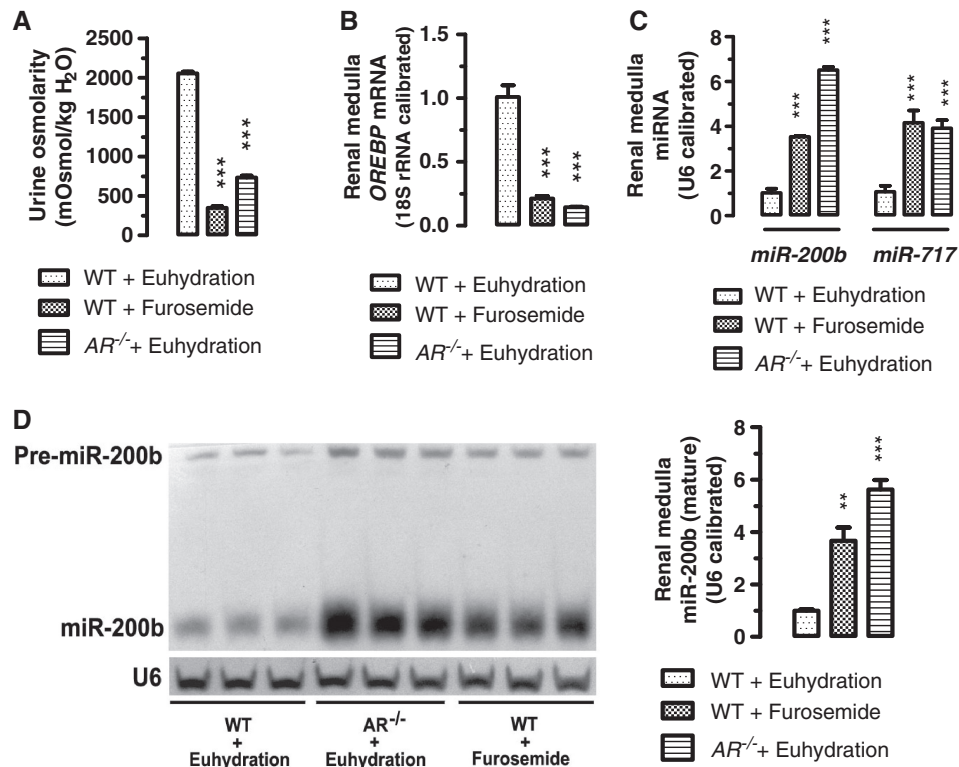 A
Urine osmolarity
(mOsmol/kg H2O)
2500
2000
1500
1000
500
0
***
***
WT + Euhydration
WT + Furosemide
AR-/-+ Euhydration
B
Renal medulla
OREBP mRNA
(18S rRNA calibrated)
1.5
1.0
0.5
0.0
***
***
WT + Euhydration
WT + Furosemide
AR-/-+ Euhydration
C
Renal medulla
miRNA
(U6 calibrated)
8
6
4
2
0
***
***
***
***
miR-200b
miR-717
WT + Euhydration
WT + Furosemide
AR-/-+ Euhydration
D
Pre-miR-200b
miR-200b
U6
WT
+
Euhydration
AR-/-
+
Euhydration
WT
+
Furosemide
Renal medulla
miR-200b (mature)
(U6 calibrated)
8
6
4
2
0
**
***
WT + Euhydration
WT + Furosemide
AR-/-+ Euhydration